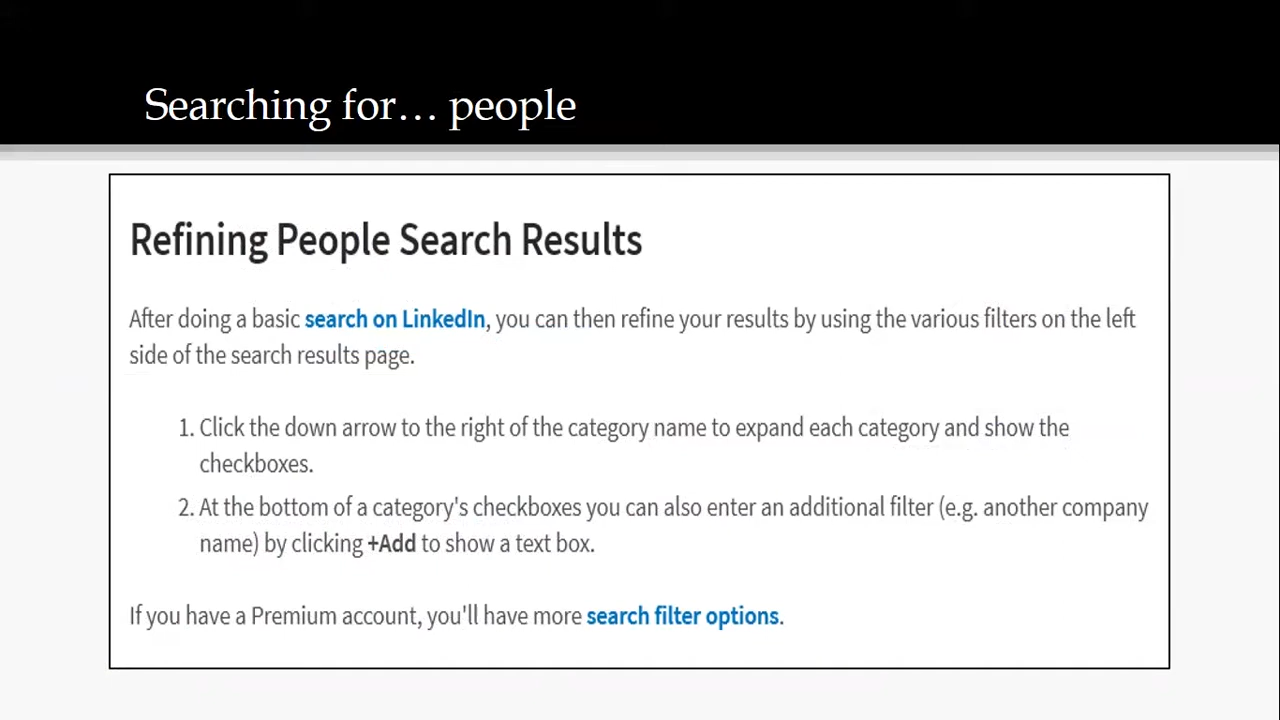 Searching for… people
Refining People Search Results
After doing a basic search on LinkedIn, you can then refine your results by using the various filters on the left
side of the search results page.
1. Click the down arrow to the right of the category name to expand each category and show the
checkboxes.
2. At the bottom of a category's checkboxes you can also enter an additional filter (e.g. another company
name) by clicking +Add to show a text box.
If you have a Premium account, you'll have more search filter options.